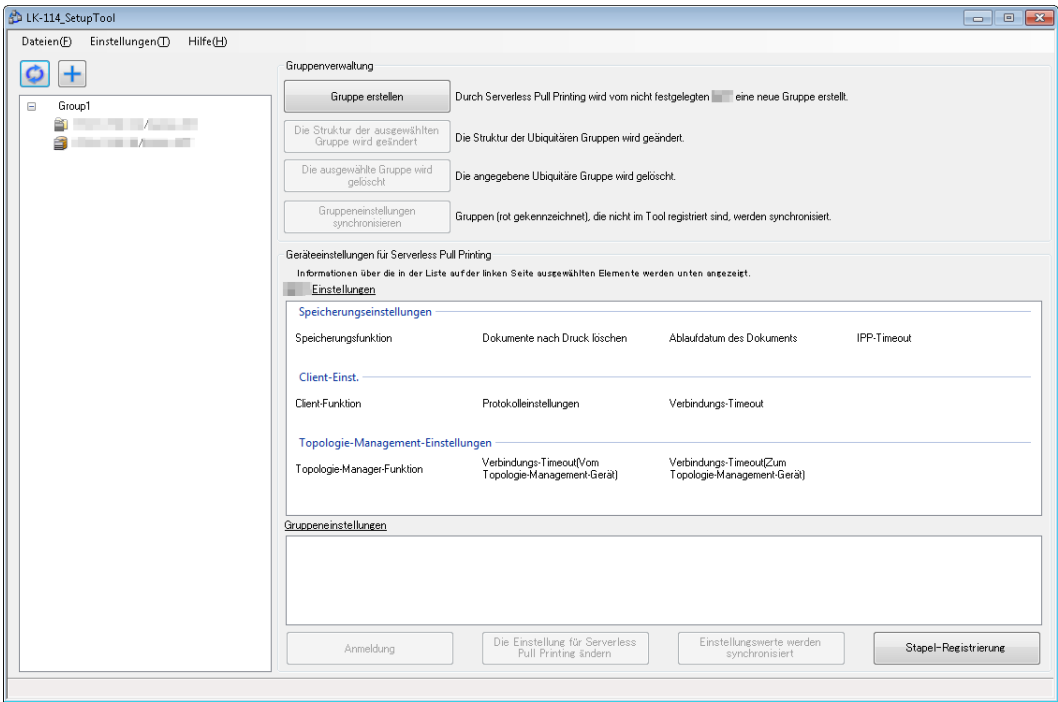 LK-114_SetupTool
Dateien(F) Einstellungen(T) Hilfe(H)
Group1
/
/
Gruppenverwaltung
Gruppe erstellen
Durch Serverless Pull Printing wird vom nicht festgelegten eine neue Gruppe erstellt.
Die Struktur der ausgewählten
Gruppe wird geändert
Die Struktur der Ubiquitären Gruppen wird geändert.
Die ausgewählte Gruppe wird
gelöscht
Die angegebene Ubiquitäre Gruppe wird gelöscht.
Gruppeneinstellungen
synchronisieren
Gruppen (rot gekennzeichnet), die nicht im Tool registriert sind, werden synchronisiert.
Geräteeinstellungen für Serverless Pull Printing
Informationen über die in der Liste auf der linken Seite ausgewählten Elemente werden unten angezeigt.
Einstellungen
Speicherungseinstellungen
Speicherungsfunktion Dokumente nach Druck löschen Ablaufdatum des Dokuments IPP-Timeout
Client-Einst.
Client-Funktion Protokolleinstellungen Verbindungs-Timeout
Topologie-Management-Einstellungen
Topologie-Manager-Funktion
Verbindungs-Timeout(Vom
Topologie-Management-Gerät)
Verbindungs-Timeout(Zum
Topologie-Management-Gerät)
Gruppeneinstellungen
Anmeldung
Die Einstellung für Serverless
Pull Printing ändern
Einstellungswerte werden
synchronisiert
Stapel-Registrierung